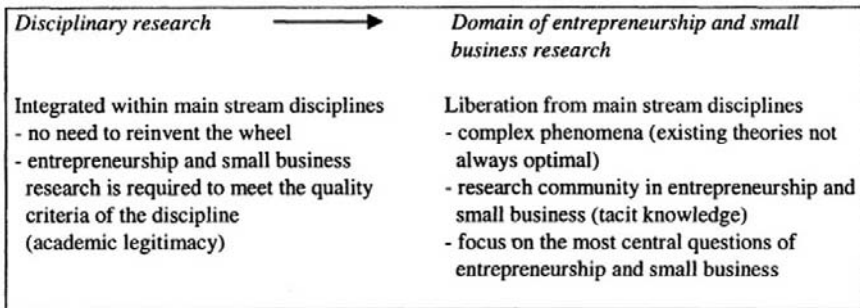 Disciplinary research
Domain of entrepreneurship and small
business research
Integrated within main stream disciplines
- no need to reinvent the wheel
- entrepreneurship and small business
research is required to meet the quality
criteria of the discipline
(academic legitimacy)
Liberation from main stream disciplines
- complex phenomena (existing theories not
always optimal)
- research community in entrepreneurship and
small business (tacit knowledge)
- focus on the most central questions of
entrepreneurship and small business